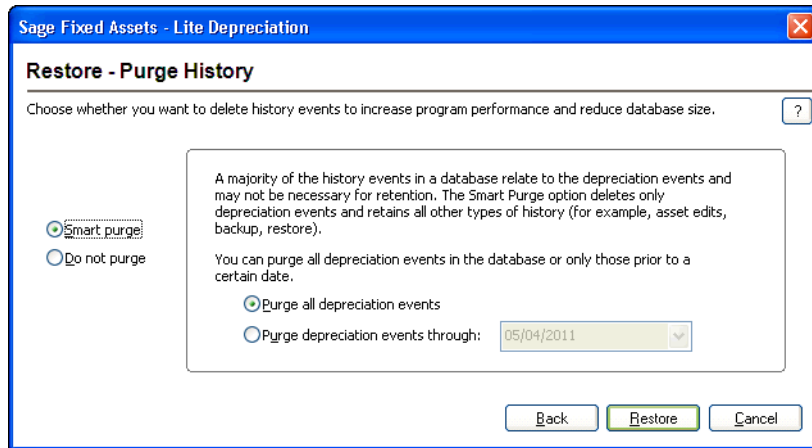 Sage Fixed Assets - Lite Depreciation
Restore - Purge History
Choose whether you want to delete history events to increase program performance and reduce database size.
?
A majority of the history events in a database relate to the depreciation events and
may not be necessary for retention. The Smart Purge option deletes only
depreciation events and retains all other types of history (for example, asset edits,
backup, restore).
Smart purge
Do not purge
You can purge all depreciation events in the database or only those prior to a
certain date.
Purge all depreciation events
Purge depreciation events through: 05/04/2011
Back Restore Cancel